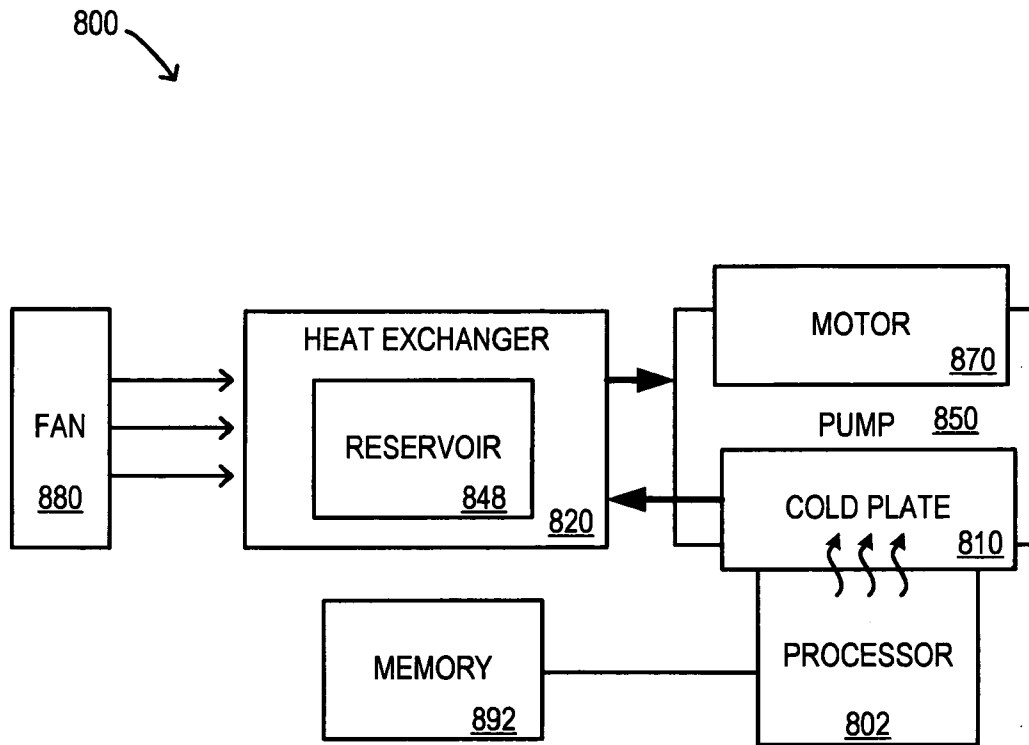 800
FAN
880
HEAT EXCHANGER
RESERVOIR
848
820
MOTOR
870
PUMP 850
COLD PLATE
810
MEMORY
892
PROCESSOR
802